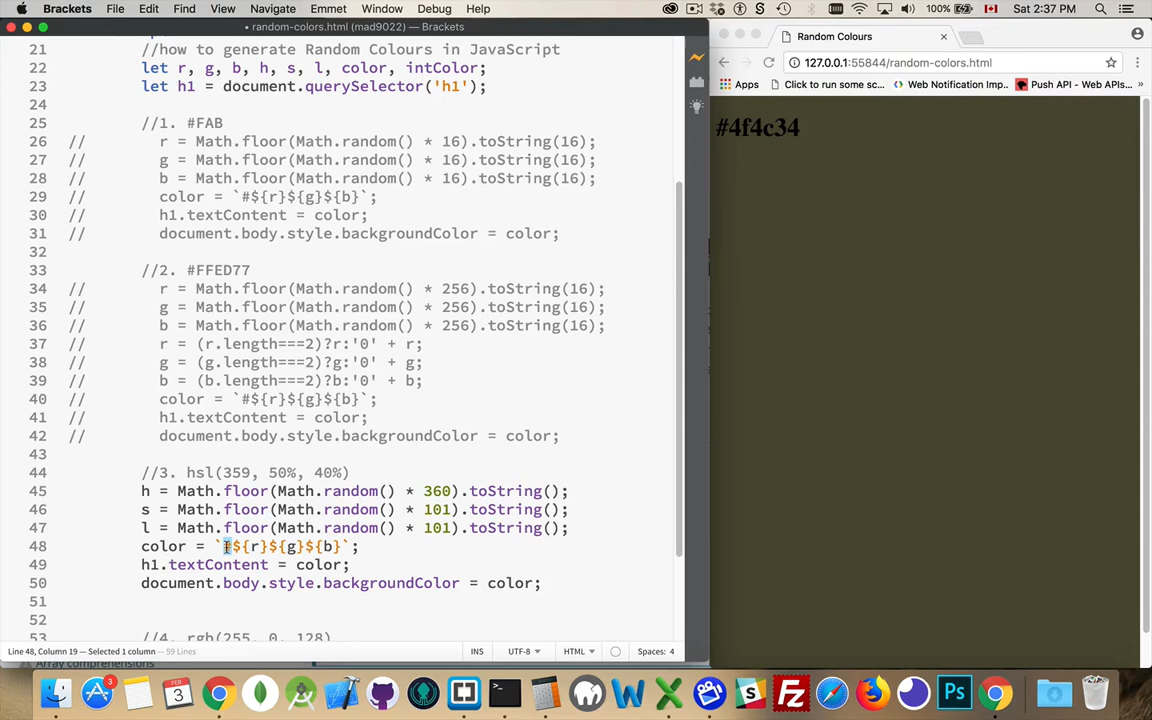 Brackets File Edit Find View Navigate Emmet Window Debug Help
100% Tue 2:37 PM
• random-colors.html (mad9022) — Brackets
21 //how to generate Random Colours in JavaScript
22 let r, g, b, h, s, l, color, intColor;
23 let h1 = document.querySelector('h1');
24
25 //1. #FAB
26 // r = Math.floor(Math.random() * 16).toString(16);
27 // g = Math.floor(Math.random() * 16).toString(16);
28 // b = Math.floor(Math.random() * 16).toString(16);
29 // color = `#${r}${g}${b}`;
30 // h1.textContent = color;
31 // document.body.style.backgroundColor = color;
32
33 //2. #FFED77
34 // r = Math.floor(Math.random() * 256).toString(16);
35 // g = Math.floor(Math.random() * 256).toString(16);
36 // b = Math.floor(Math.random() * 256).toString(16);
37 // r = (r.length===2)?r:'0' + r;
38 // g = (g.length===2)?g:'0' + g;
39 // b = (b.length===2)?b:'0' + b;
40 // color = `#${r}${g}${b}`;
41 // h1.textContent = color;
42 // document.body.style.backgroundColor = color;
43
44 //3. hsl(359, 50%, 40%)
45 h = Math.floor(Math.random() * 360).toString();
46 s = Math.floor(Math.random() * 101).toString();
47 l = Math.floor(Math.random() * 101).toString();
48 color = `#${r}${g}${b}`;
49 h1.textContent = color;
50 document.body.style.backgroundColor = color;
51
52
53 //4. rgb(255, 0, 128)
Line 48, Column 19 — Selected 1 column — 59 Lines
INS UTF-8 HTML Spaces: 4
Array comprehensions
Random Colours
127.0.0.1:55844/random-colors.html
Apps Click to run some sc... Web Notification Imp.. Push API - Web APIs... »
#4f4c34
3
FEB
3